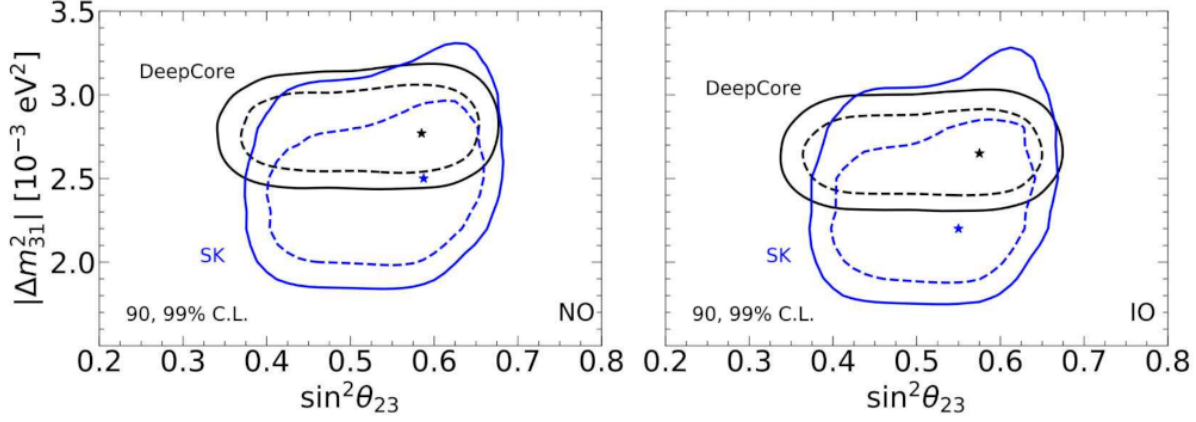 3.5
3.0
2.5
2.0
|Δm²₃₁| [10⁻³ eV²]
DeepCore
SK
90, 99% C.L.
NO
0.2 0.3 0.4 0.5 0.6 0.7 0.8
sin²θ₂₃
DeepCore
SK
90, 99% C.L.
IO
0.2 0.3 0.4 0.5 0.6 0.7 0.8
sin²θ₂₃